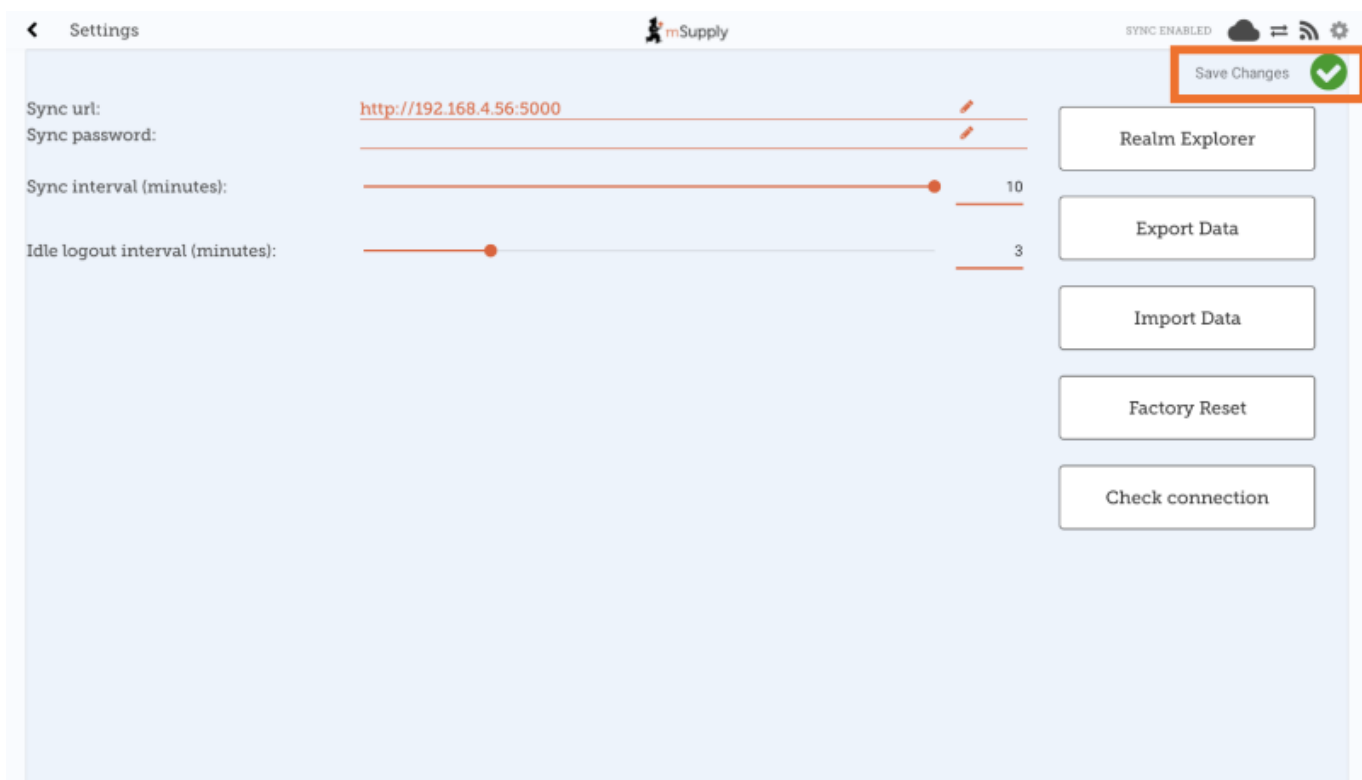 Settings
mSupply
SYNC ENABLED
Save Changes
Sync url:
http://192.168.4.56:5000
Sync password:
Sync interval (minutes):
10
Idle logout interval (minutes):
3
Realm Explorer
Export Data
Import Data
Factory Reset
Check connection